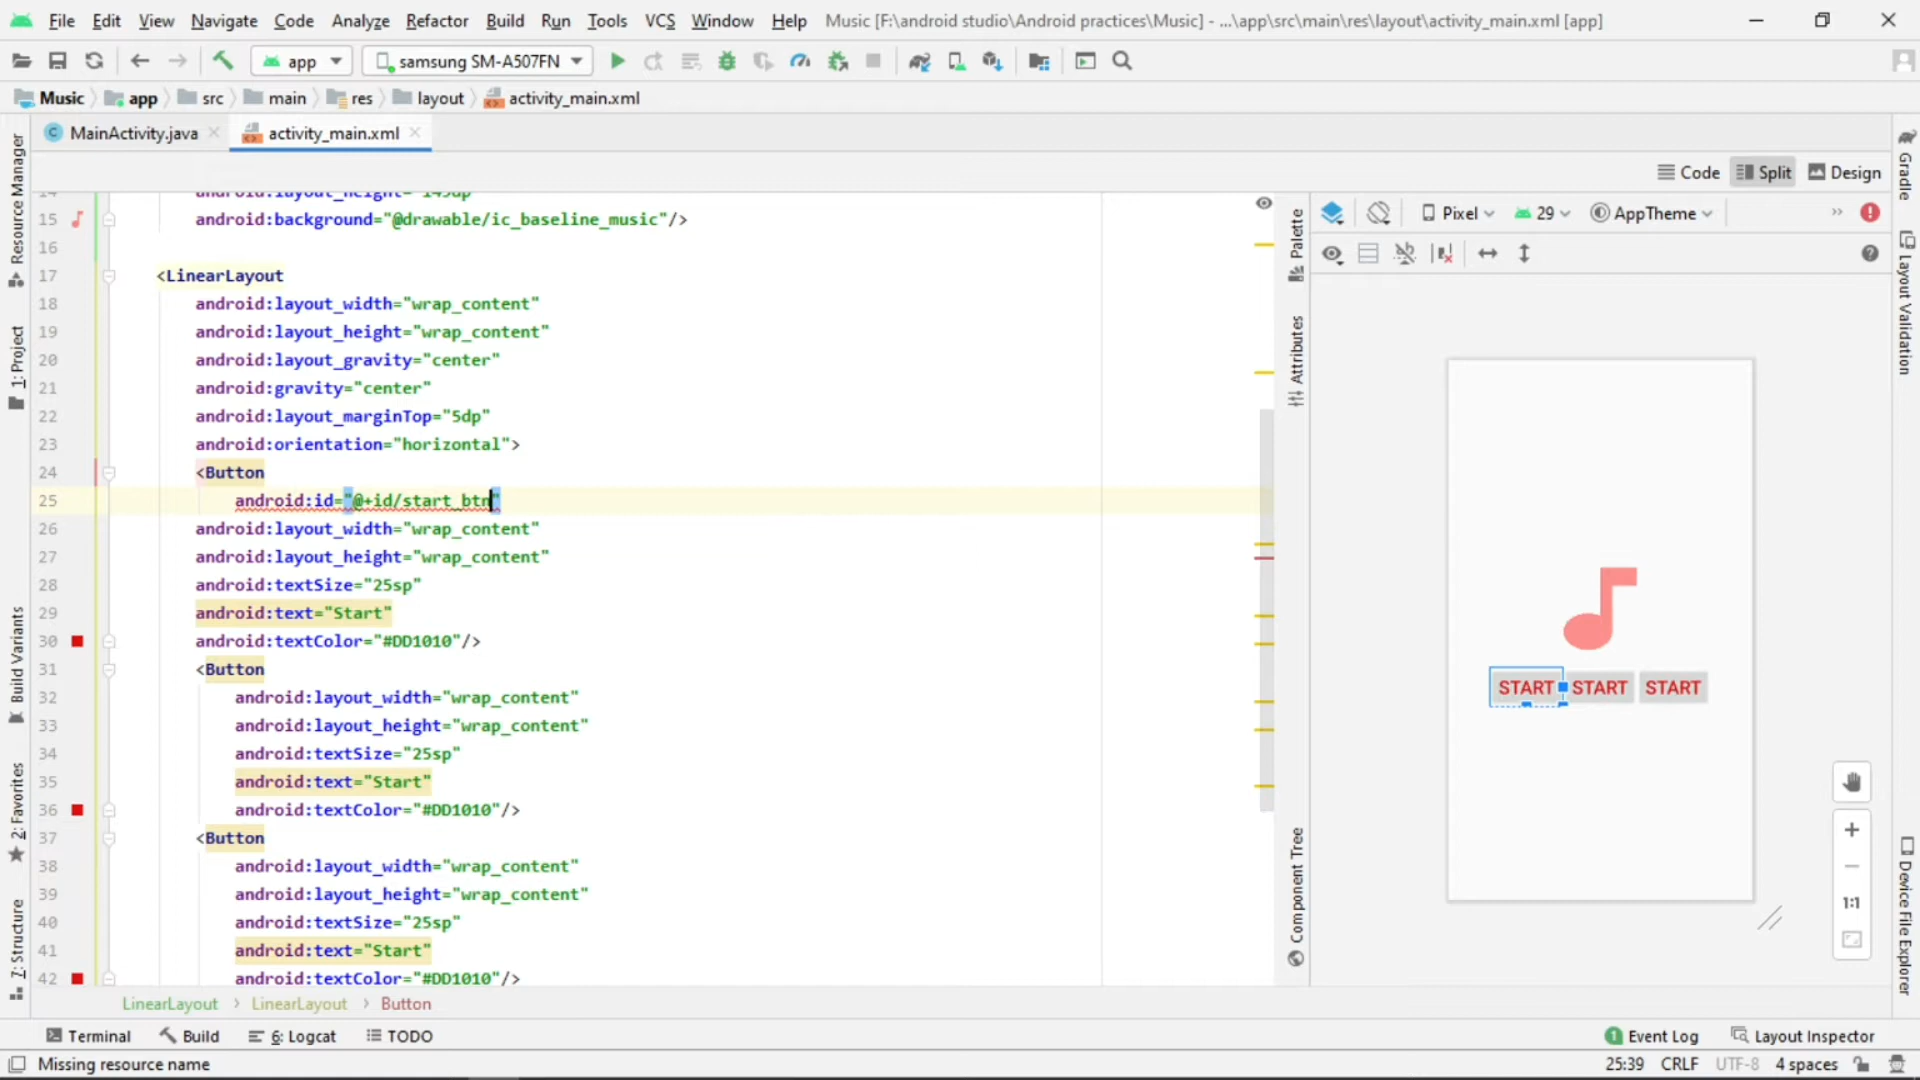 File Edit View Navigate Code Analyze Refactor Build Run Tools VCS Window Help Music [F:\android studio\Android practices\Music] - ...\app\src\main\res\layout\activity_main.xml [app]
app samsung SM-A507FN
Music app src main res layout activity_main.xml
MainActivity.java activity_main.xml
Code Split Design
Resource Manager
1: Project
Build Variants
2: Favorites
7: Structure
14 android:layout_height="145dp"
15 android:background="@drawable/ic_baseline_music"/>
16
17 <LinearLayout
18 android:layout_width="wrap_content"
19 android:layout_height="wrap_content"
20 android:layout_gravity="center"
21 android:gravity="center"
22 android:layout_marginTop="5dp"
23 android:orientation="horizontal">
24 <Button
25 android:id="@+id/start_btn"
26 android:layout_width="wrap_content"
27 android:layout_height="wrap_content"
28 android:textSize="25sp"
29 android:text="Start"
30 android:textColor="#DD1010"/>
31 <Button
32 android:layout_width="wrap_content"
33 android:layout_height="wrap_content"
34 android:textSize="25sp"
35 android:text="Start"
36 android:textColor="#DD1010"/>
37 <Button
38 android:layout_width="wrap_content"
39 android:layout_height="wrap_content"
40 android:textSize="25sp"
41 android:text="Start"
42 android:textColor="#DD1010"/>
Palette
Attributes
Component Tree
Pixel 29 AppTheme
START START START
1:1
Gradle
Layout Validation
Device File Explorer
LinearLayout › LinearLayout › Button
Terminal Build 6: Logcat TODO
1 Event Log Layout Inspector
Missing resource name
25:39 CRLF UTF-8 4 spaces